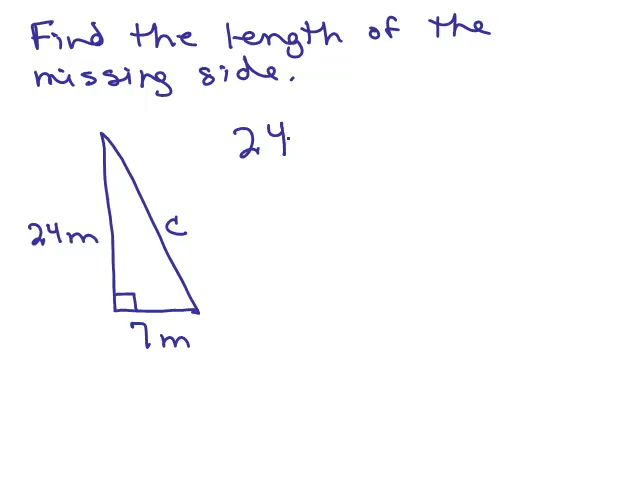 Find the length of the
missing side.
24
24m
c
7m